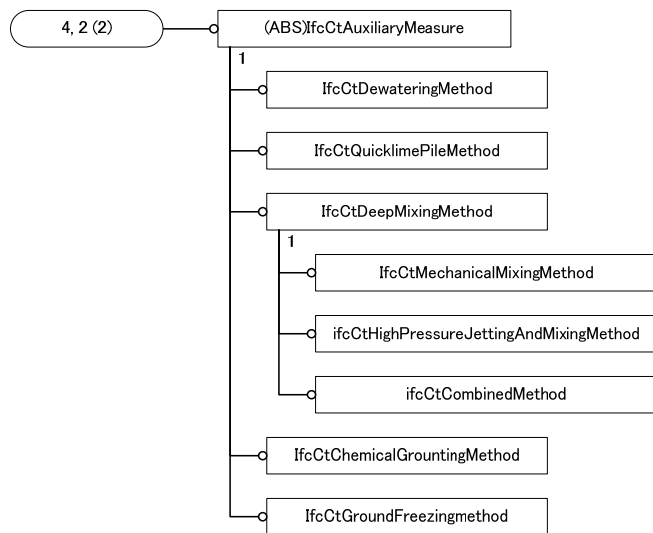 4, 2 (2)
(ABS)IfcCtAuxiliaryMeasure
1
IfcCtDewateringMethod
IfcCtQuicklimePileMethod
IfcCtDeepMixingMethod
1
IfcCtMechanicalMixingMethod
ifcCtHighPressureJettingAndMixingMethod
ifcCtCombinedMethod
IfcCtChemicalGrountingMethod
IfcCtGroundFreezingmethod